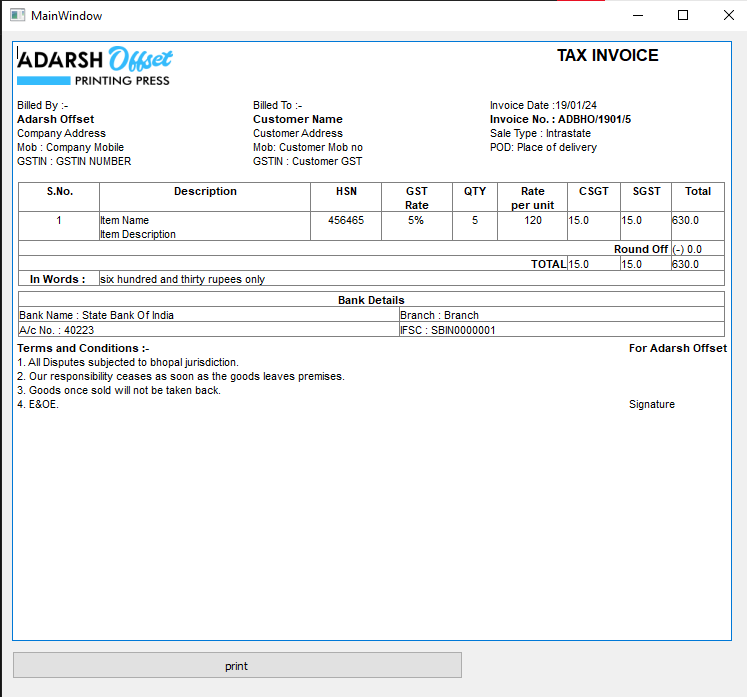 MainWindow
ADARSH Offset
PRINTING PRESS
TAX INVOICE
Billed By :-
Adarsh Offset
Company Address
Mob : Company Mobile
GSTIN : GSTIN NUMBER
Billed To :-
Customer Name
Customer Address
Mob: Customer Mob no
GSTIN : Customer GST
Invoice Date :19/01/24
Invoice No. : ADBHO/1901/5
Sale Type : Intrastate
POD: Place of delivery
S.No. Description HSN GST Rate QTY Rate per unit CSGT SGST Total
1 Item Name 456465 5% 5 120 15.0 15.0 630.0
Item Description
Round Off (-) 0.0
TOTAL 15.0 15.0 630.0
In Words : six hundred and thirty rupees only
Bank Details
Bank Name : State Bank Of India Branch : Branch
A/c No. : 40223 IFSC : SBIN0000001
Terms and Conditions :- For Adarsh Offset
1. All Disputes subjected to bhopal jurisdiction.
2. Our responsibility ceases as soon as the goods leaves premises.
3. Goods once sold will not be taken back.
4. E&OE. Signature
print